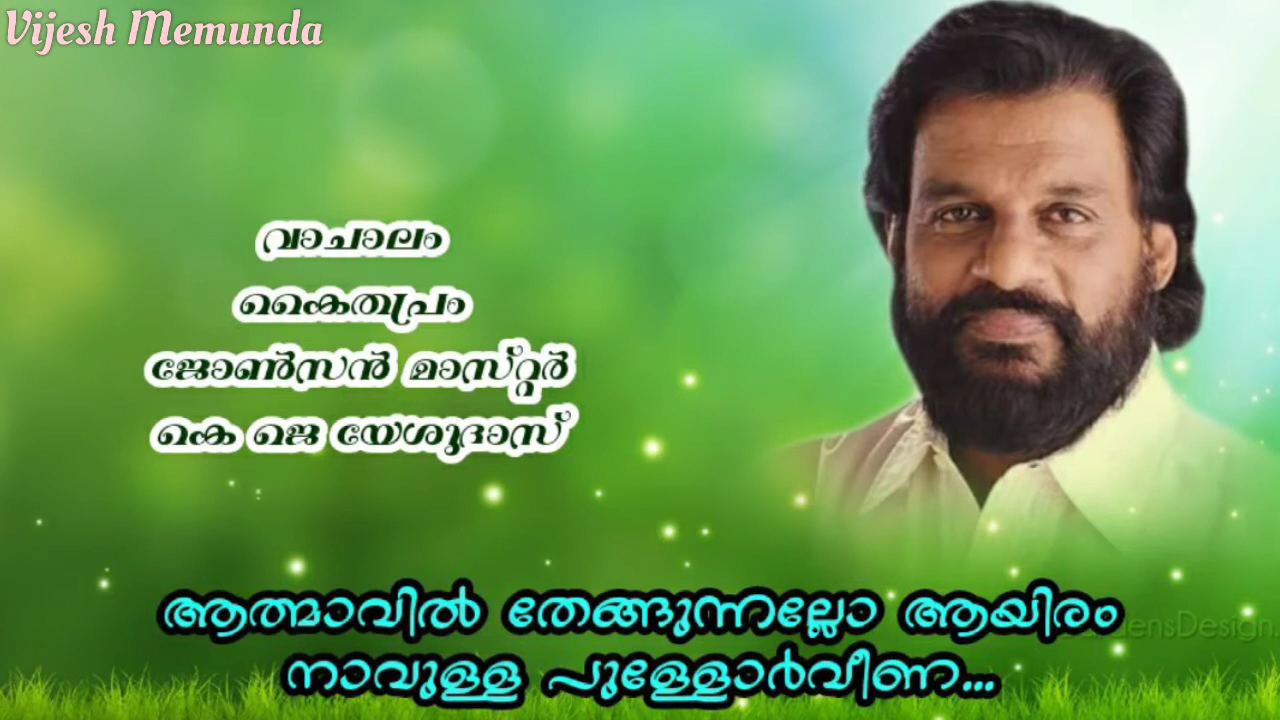 Vijesh Memunda
വാചാലം
കൈതപ്രം
ജോൺസൻ മാസ്റ്റർ
കെ ജെ യേശുദാസ്
ആത്മാവിൽ തേങ്ങുന്നല്ലോ ആയിരം
നാവുള്ള പുള്ളോർവീണ...